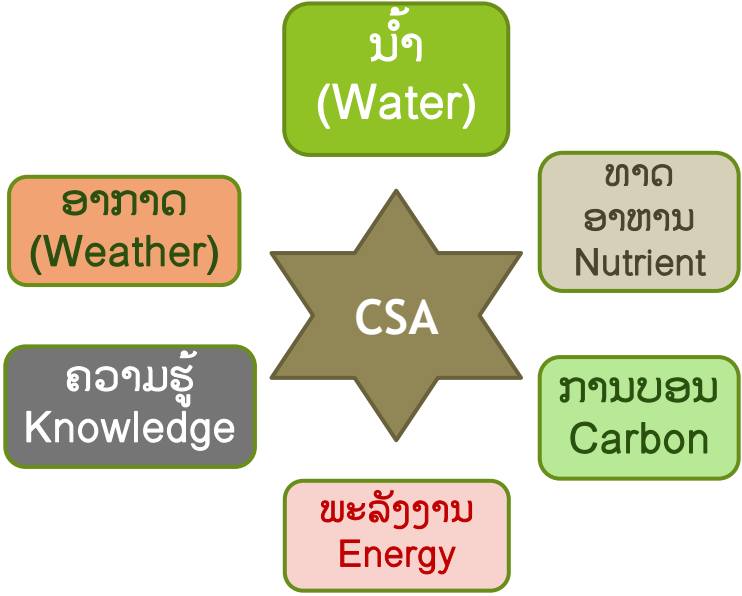 ນ້ຳ
(Water)
ອາກາດ
(Weather)
ທາດ
ອາຫານ
Nutrient
CSA
ຄວາມຮູ້
Knowledge
ການບອນ
Carbon
ພະລັງງານ
Energy